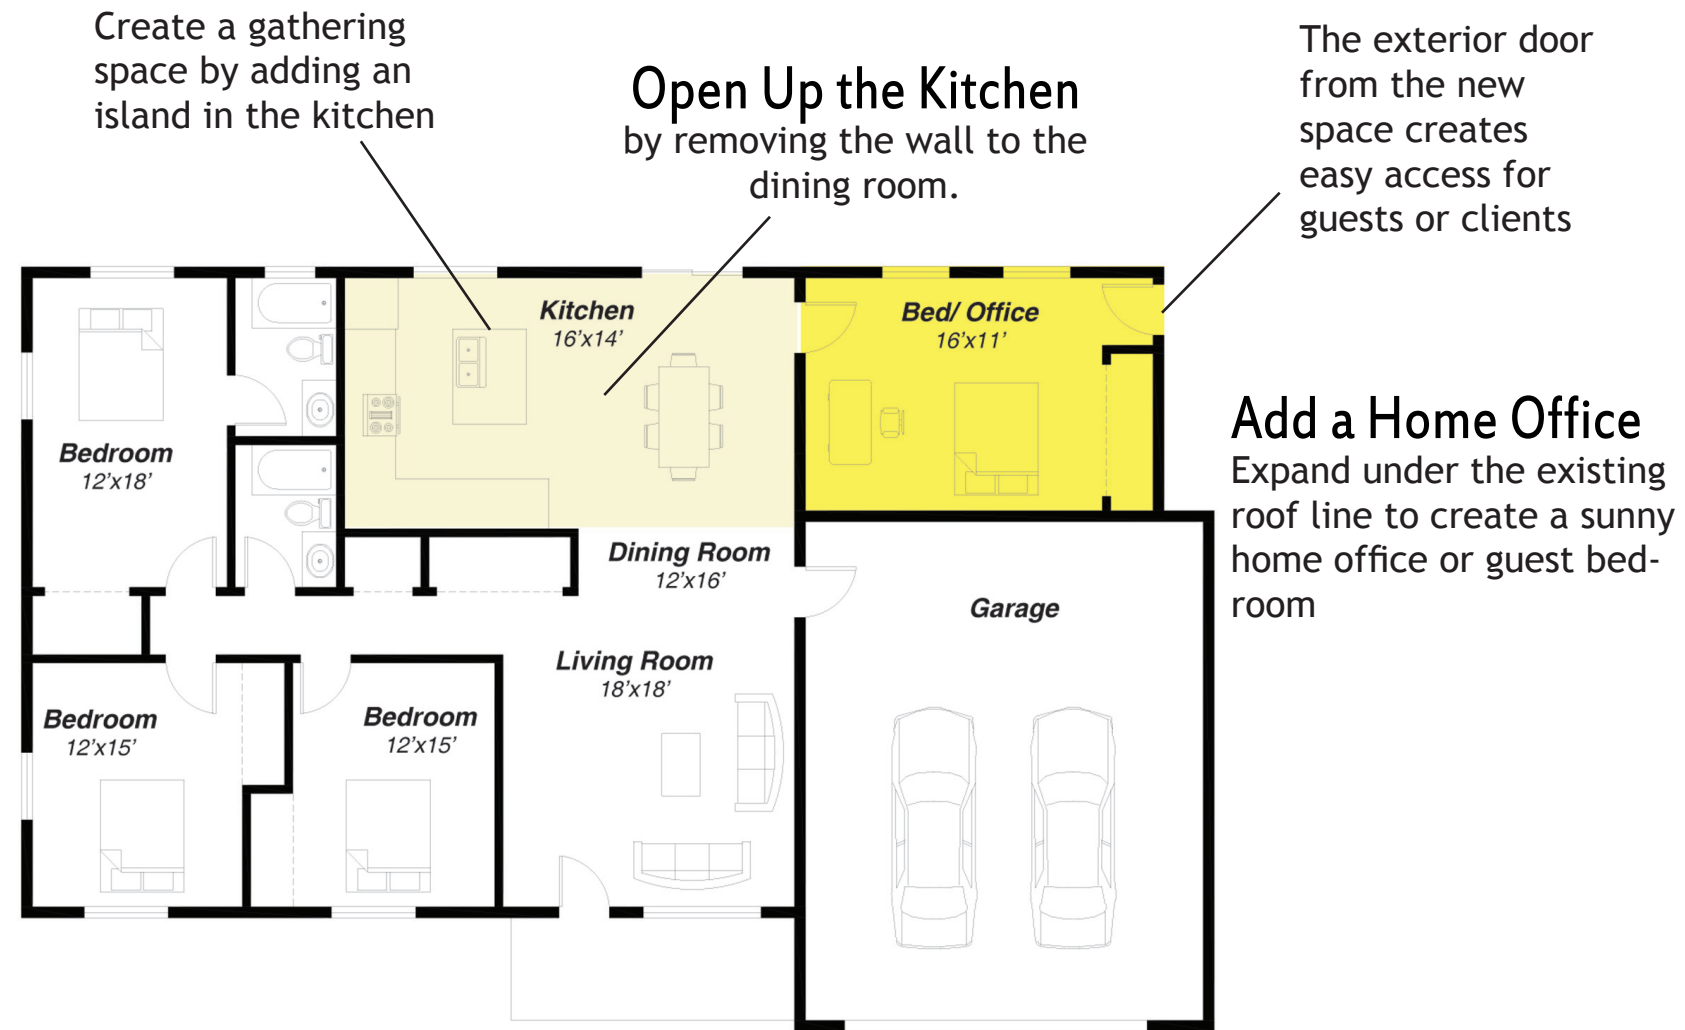 Create a gathering
space by adding an
island in the kitchen
Open Up the Kitchen
by removing the wall to the
dining room.
The exterior door
from the new
space creates
easy access for
guests or clients
Kitchen
16'x14'
Bed/ Office
16'x11'
Add a Home Office
Expand under the existing
roof line to create a sunny
home office or guest bed-
room
Bedroom
12'x18'
Dining Room
12'x16'
Garage
Living Room
18'x18'
Bedroom
12'x15'
Bedroom
12'x15'